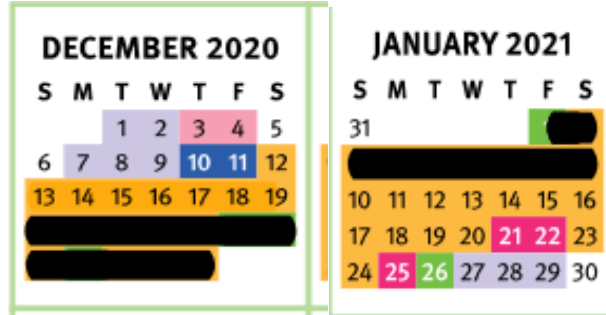 DECEMBER 2020
S M T W T F S
1 2 3 4 5
6 7 8 9 10 11 12
13 14 15 16 17 18 19
JANUARY 2021
S M T W T F S
31
10 11 12 13 14 15 16
17 18 19 20 21 22 23
24 25 26 27 28 29 30